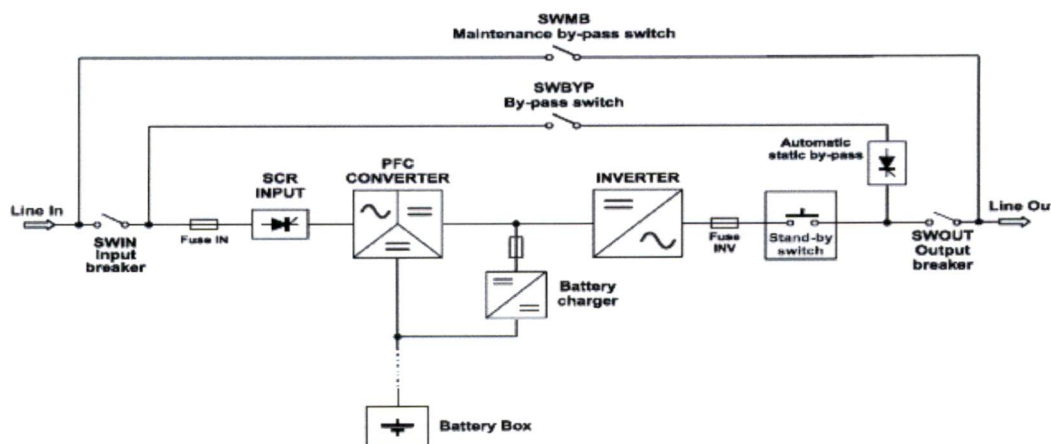 SWMB
Maintenance by-pass switch
SWBYP
By-pass switch
Automatic
static by-pass
PFC
CONVERTER
SCR
INPUT
INVERTER
Line In
Line Out
SWIN
Input
breaker
Fuse IN
Fuse
INV
Stand-by
switch
SWOUT
Output
breaker
Battery
charger
Battery Box